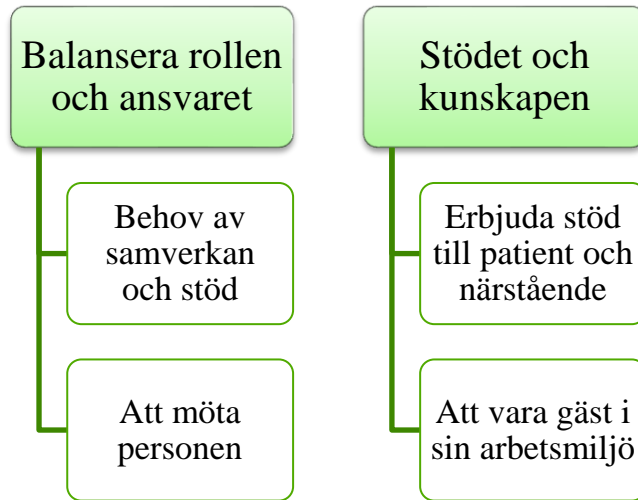 Balansera rollen
och ansvaret
Behov av
samverkan
och stöd
Att möta
personen
Stödet och
kunskapen
Erbjuda stöd
till patient och
närstående
Att vara gäst i
sin arbetsmiljö